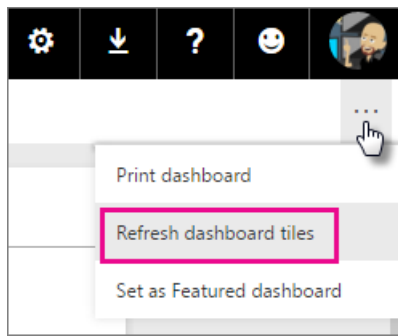 ?
...
Print dashboard
Refresh dashboard tiles
Set as Featured dashboard